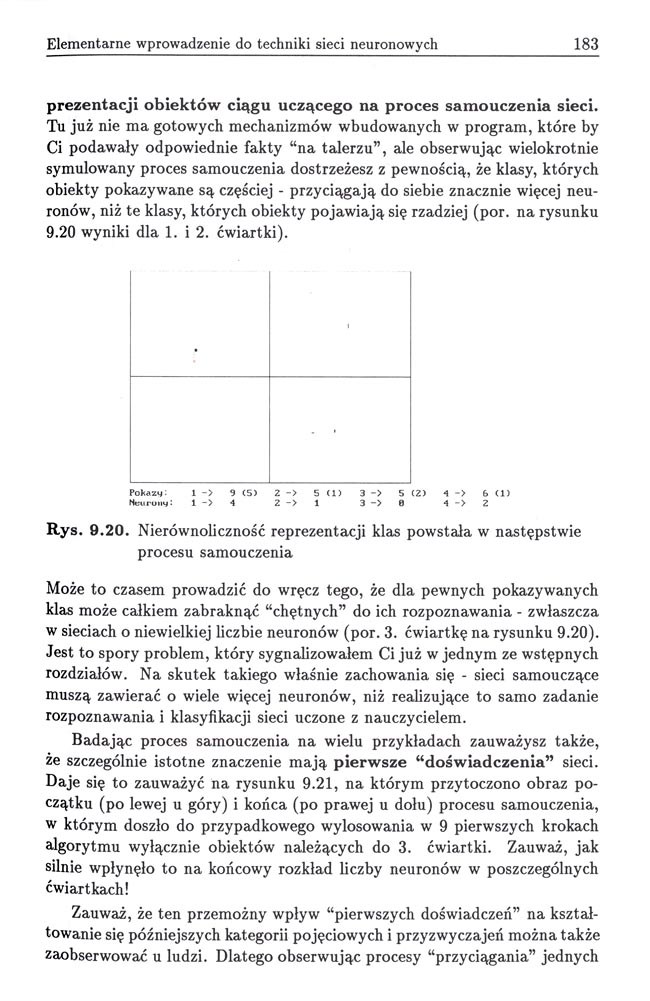 Elementarne wprowadzenie do techniki sieci neuronowych 183
prezentacji obiektów ciągu uczącego na proces samouczenia sieci.
Tu już nie ma gotowych mechanizmów wbudowanych w program, które by
Ci podawały odpowiednie fakty “na talerzu”, ale obserwując wielokrotnie
symulowany proces samouczenia dostrzeżesz z pewnością, że klasy, których
obiekty pokazywane są częściej - przyciągają do siebie znacznie więcej neu-
ronów, niż te klasy, których obiekty pojawiają się rzadziej (por. na rysunku
9.20 wyniki dla 1. i 2. ćwiartki).
Pokazy: 1 -> 9 (5) 2 -> 5 (1) 3 -> 5 (2) 4 -> 6 (1)
Neurony: 1 -> 4 2 -> 1 3 -> 0 4 -> 2
Rys. 9.20. Nierównoliczność reprezentacji klas powstała w następstwie
procesu samouczenia
Może to czasem prowadzić do wręcz tego, że dla pewnych pokazywanych
klas może całkiem zabraknąć “chętnych” do ich rozpoznawania - zwłaszcza
w sieciach o niewielkiej liczbie neuronów (por. 3. ćwiartkę na rysunku 9.20).
Jest to spory problem, który sygnalizowałem Ci już w jednym ze wstępnych
rozdziałów. Na skutek takiego właśnie zachowania się - sieci samouczące
muszą zawierać o wiele więcej neuronów, niż realizujące to samo zadanie
rozpoznawania i klasyfikacji sieci uczone z nauczycielem.
Badając proces samouczenia na wielu przykładach zauważysz także,
że szczególnie istotne znaczenie mają pierwsze “doświadczenia” sieci.
Daje się to zauważyć na rysunku 9.21, na którym przytoczono obraz po-
czątku (po lewej u góry) i końca (po prawej u dołu) procesu samouczenia,
w którym doszło do przypadkowego wylosowania w 9 pierwszych krokach
algorytmu wyłącznie obiektów należących do 3. ćwiartki. Zauważ, jak
silnie wpłynęło to na końcowy rozkład liczby neuronów w poszczególnych
ćwiartkach!
Zauważ, że ten przemożny wpływ “pierwszych doświadczeń” na kształ-
towanie się późniejszych kategorii pojęciowych i przyzwyczajeń można także
zaobserwować u ludzi. Dlatego obserwując procesy “przyciągania” jednych